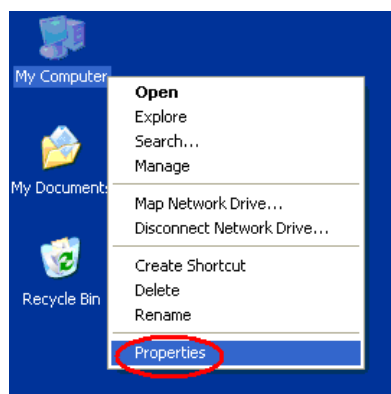 My Computer
Open
Explore
Search...
Manage
My Documents
Map Network Drive...
Disconnect Network Drive...
Create Shortcut
Delete
Rename
Recycle Bin
Properties